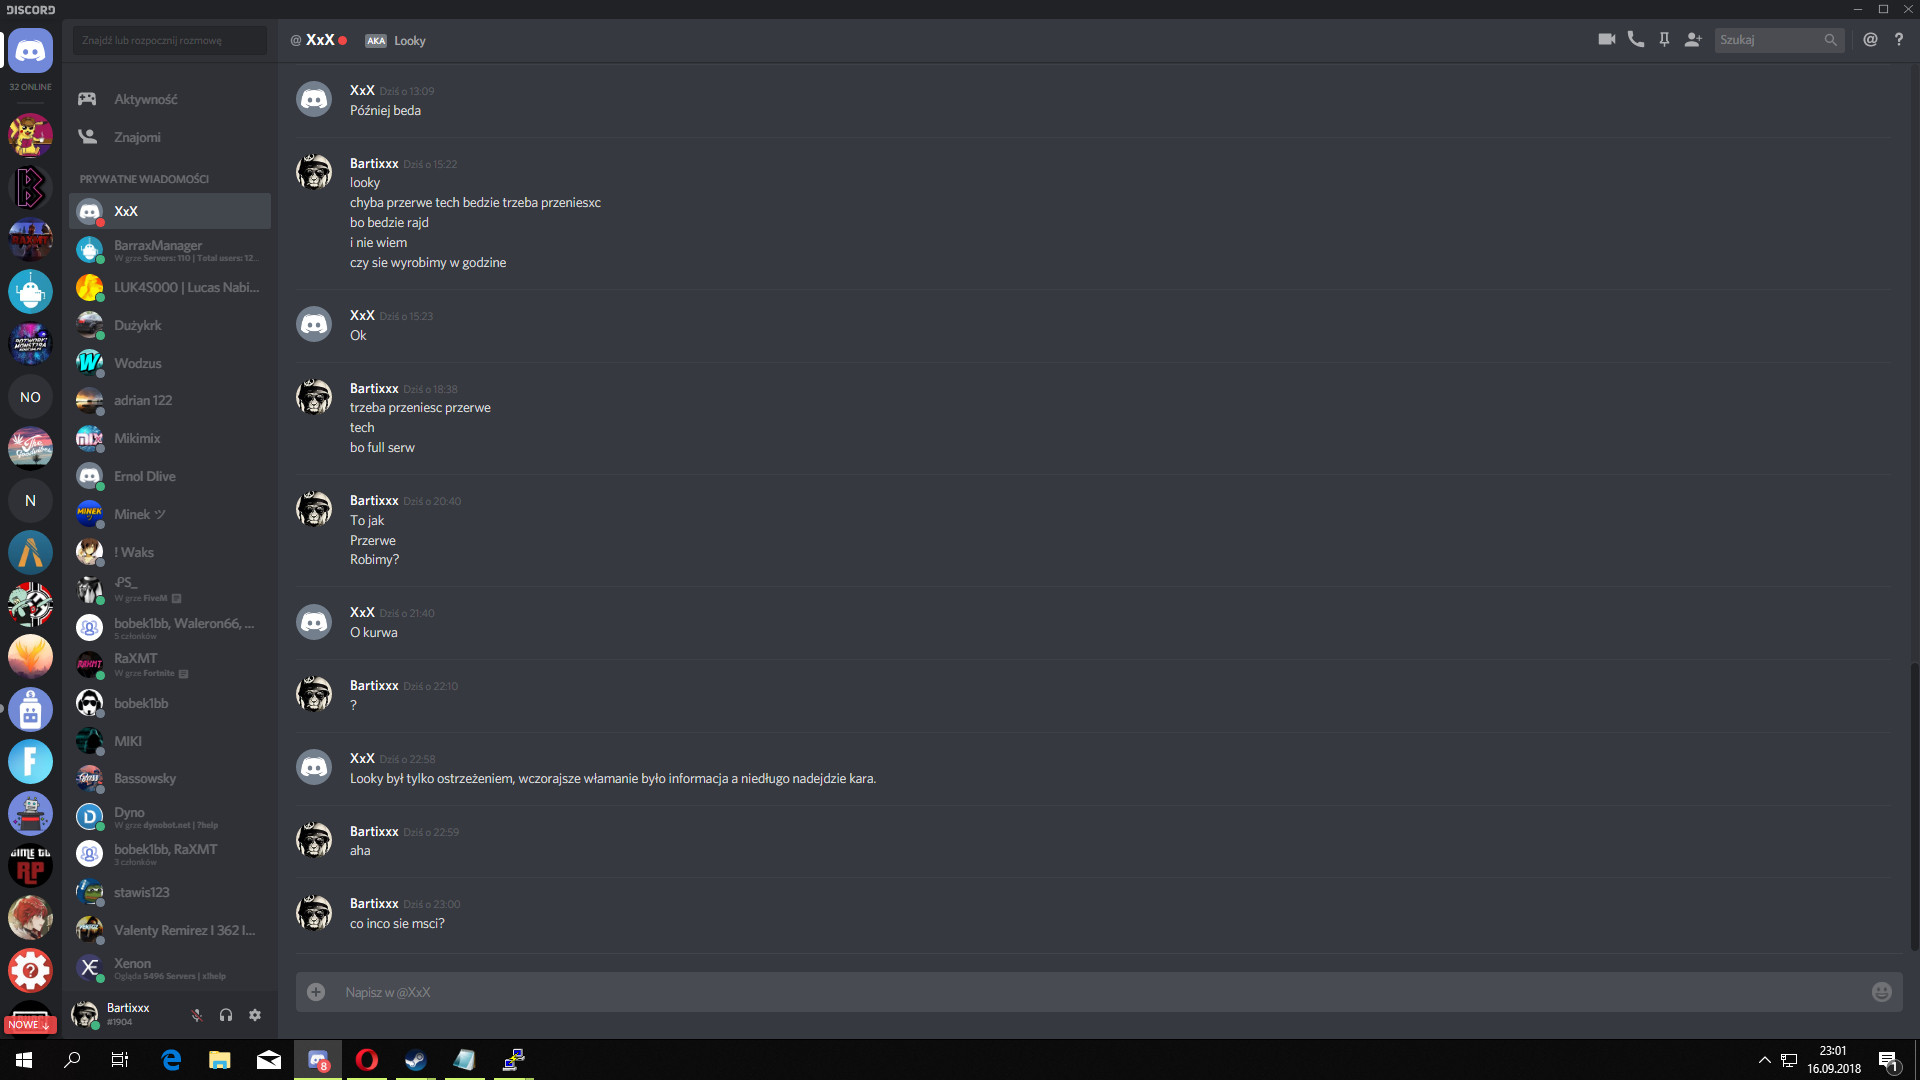 DISCORD
Znajdź lub rozpocznij rozmowę
@ XxX AKA Looky
Szukaj
32 ONLINE
NO
N
NOWE ↓
Aktywność
Znajomi
PRYWATNE WIADOMOŚCI
XxX
BarraxManager
W grze Servers: 110 | Total users: 12...
LUK4S000 | Lucas Nabi...
Dużykrk
Wodzus
adrian 122
Mikimix
Ernol Dlive
Minek ツ
! Waks
W grze FiveM
bobek1bb, Waleron66, ...
5 członków
RaXMT
W grze Fortnite
bobek1bb
MIKI
Bassowsky
Dyno
W grze dynobot.net | ?help
bobek1bb, RaXMT
3 członków
stawis123
Valenty Remirez I 362 I...
Xenon
Ogląda 5496 Servers | x!help
Bartixxx
#1904
XxX Dziś o 13:09
Później beda
Bartixxx Dziś o 15:22
looky
chyba przerwe tech bedzie trzeba przeniesxc
bo bedzie rajd
i nie wiem
czy sie wyrobimy w godzine
XxX Dziś o 15:23
Ok
Bartixxx Dziś o 18:38
trzeba przeniesc przerwe
tech
bo full serw
Bartixxx Dziś o 20:40
To jak
Przerwe
Robimy?
XxX Dziś o 21:40
O kurwa
Bartixxx Dziś o 22:10
?
XxX Dziś o 22:58
Looky był tylko ostrzeżeniem, wczorajsze włamanie było informacja a niedługo nadejdzie kara.
Bartixxx Dziś o 22:59
aha
Bartixxx Dziś o 23:00
co inco sie msci?
Napisz w @XxX
8
23:01
16.09.2018
1